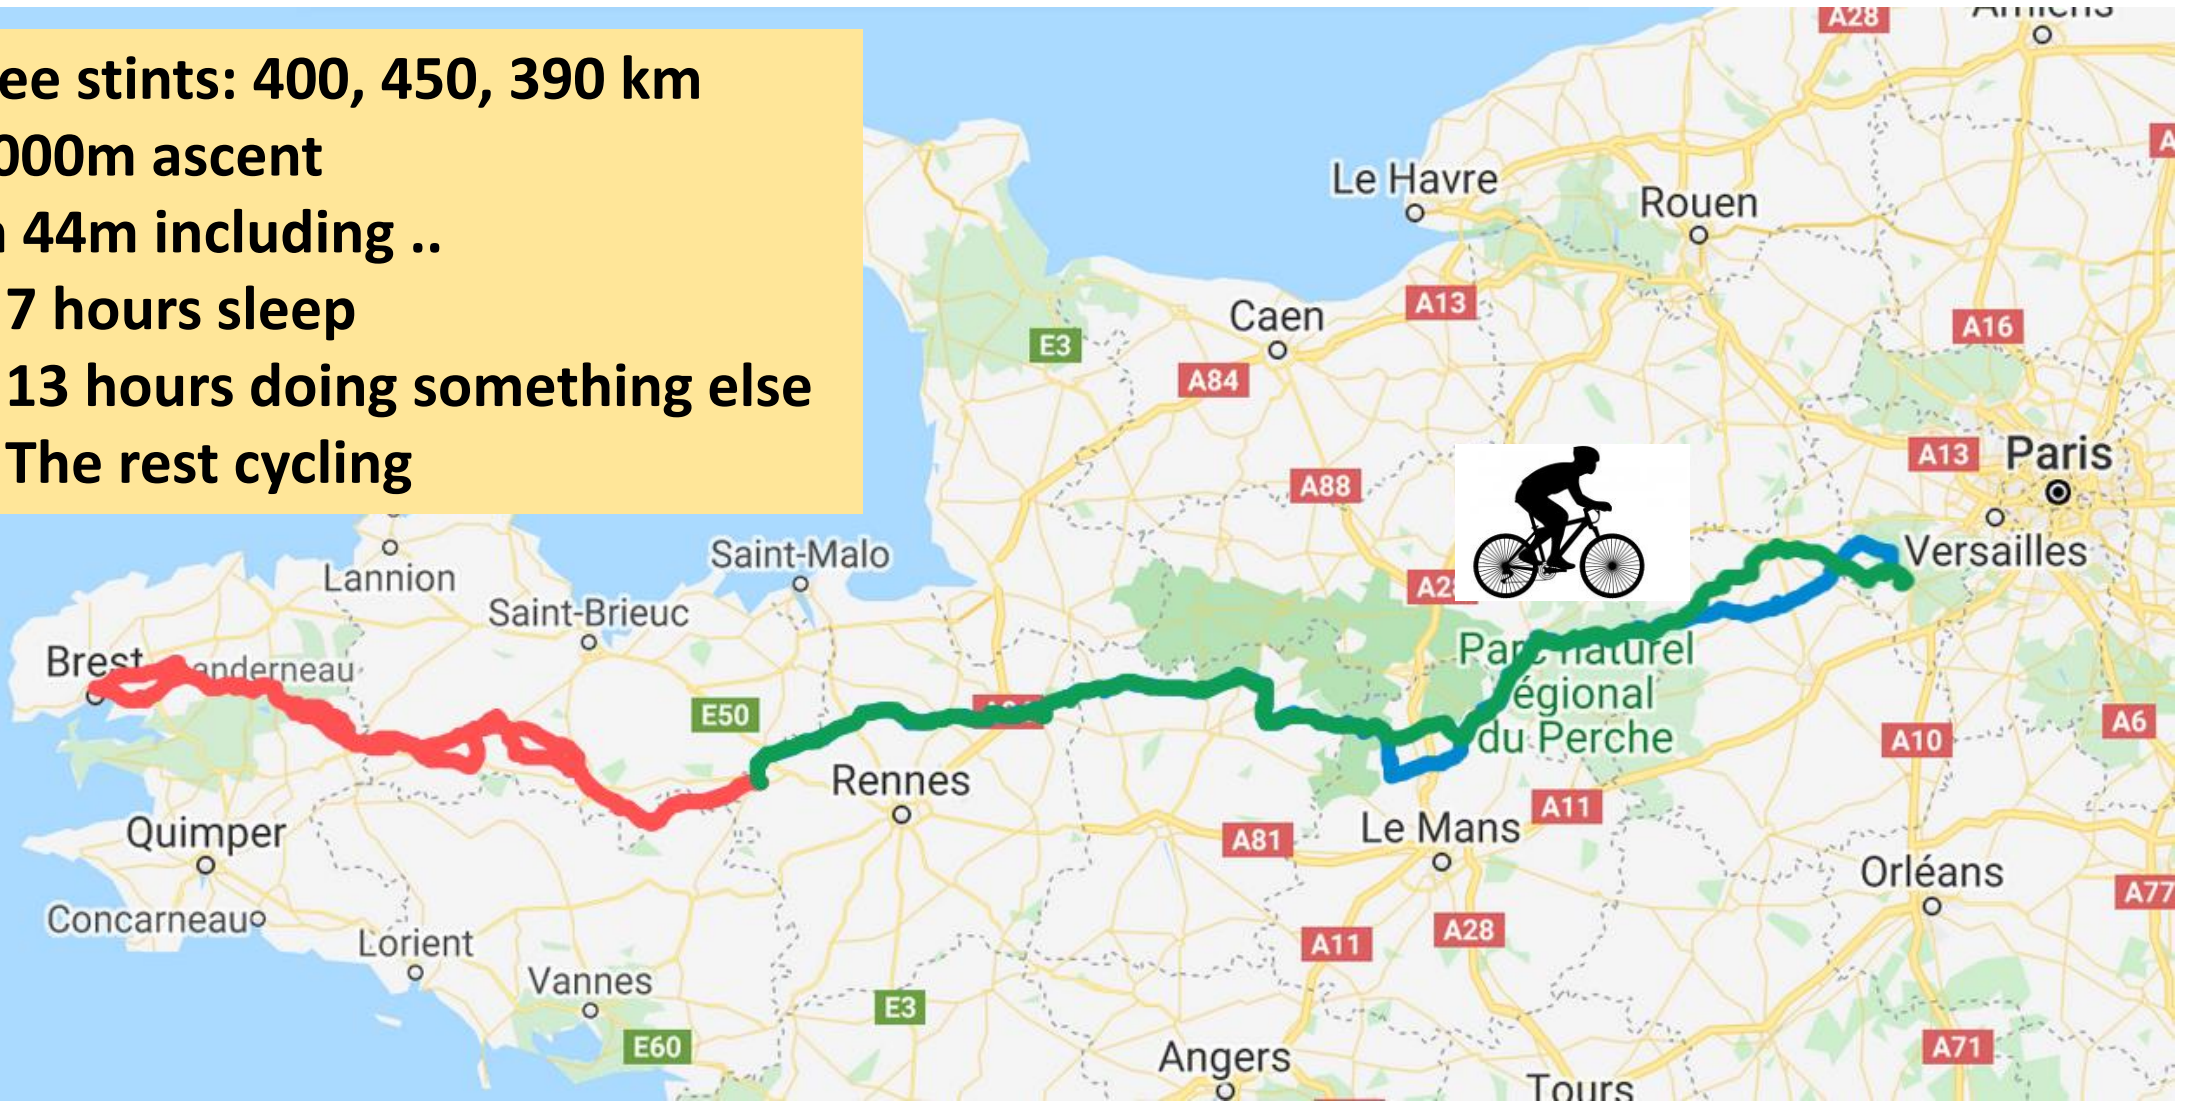 ee stints: 400, 450, 390 km
000m ascent
44m including ..
7 hours sleep
13 hours doing something else
The rest cycling
A28
Amiens
A
Le Havre
Rouen
Caen
A13
E3
A16
A84
A13
Paris
A88
Versailles
Saint-Malo
Lannion
A28
Saint-Brieuc
Brest
anderneau
Parc naturel
égional
du Perche
E50
A6
A10
Rennes
Quimper
A11
Le Mans
A81
Orléans
A77
Concarneau
Lorient
A11
A28
Vannes
E3
E60
A71
Angers
Tours